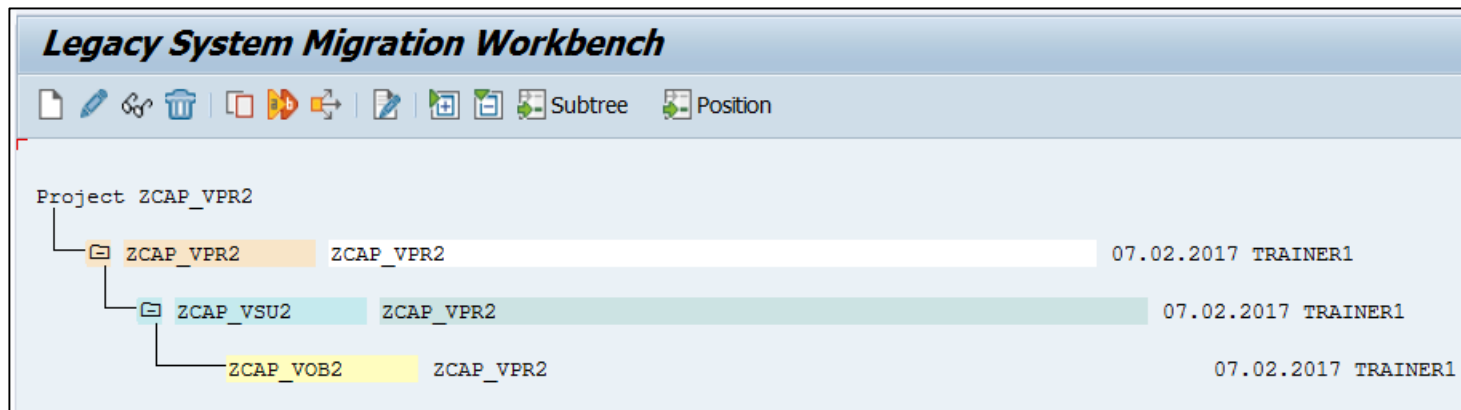 Legacy System Migration Workbench
Subtree Position
Project ZCAP_VPR2
ZCAP_VPR2 ZCAP_VPR2 07.02.2017 TRAINER1
ZCAP_VSU2 ZCAP_VPR2 07.02.2017 TRAINER1
ZCAP_VOB2 ZCAP_VPR2 07.02.2017 TRAINER1